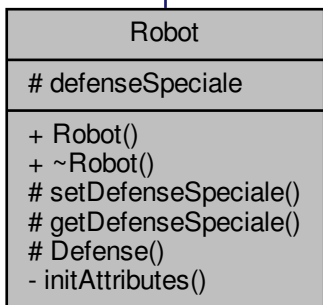 Robot
# defenseSpeciale
+ Robot()
+ ~Robot()
# setDefenseSpeciale()
# getDefenseSpeciale()
# Defense()
- initAttributes()